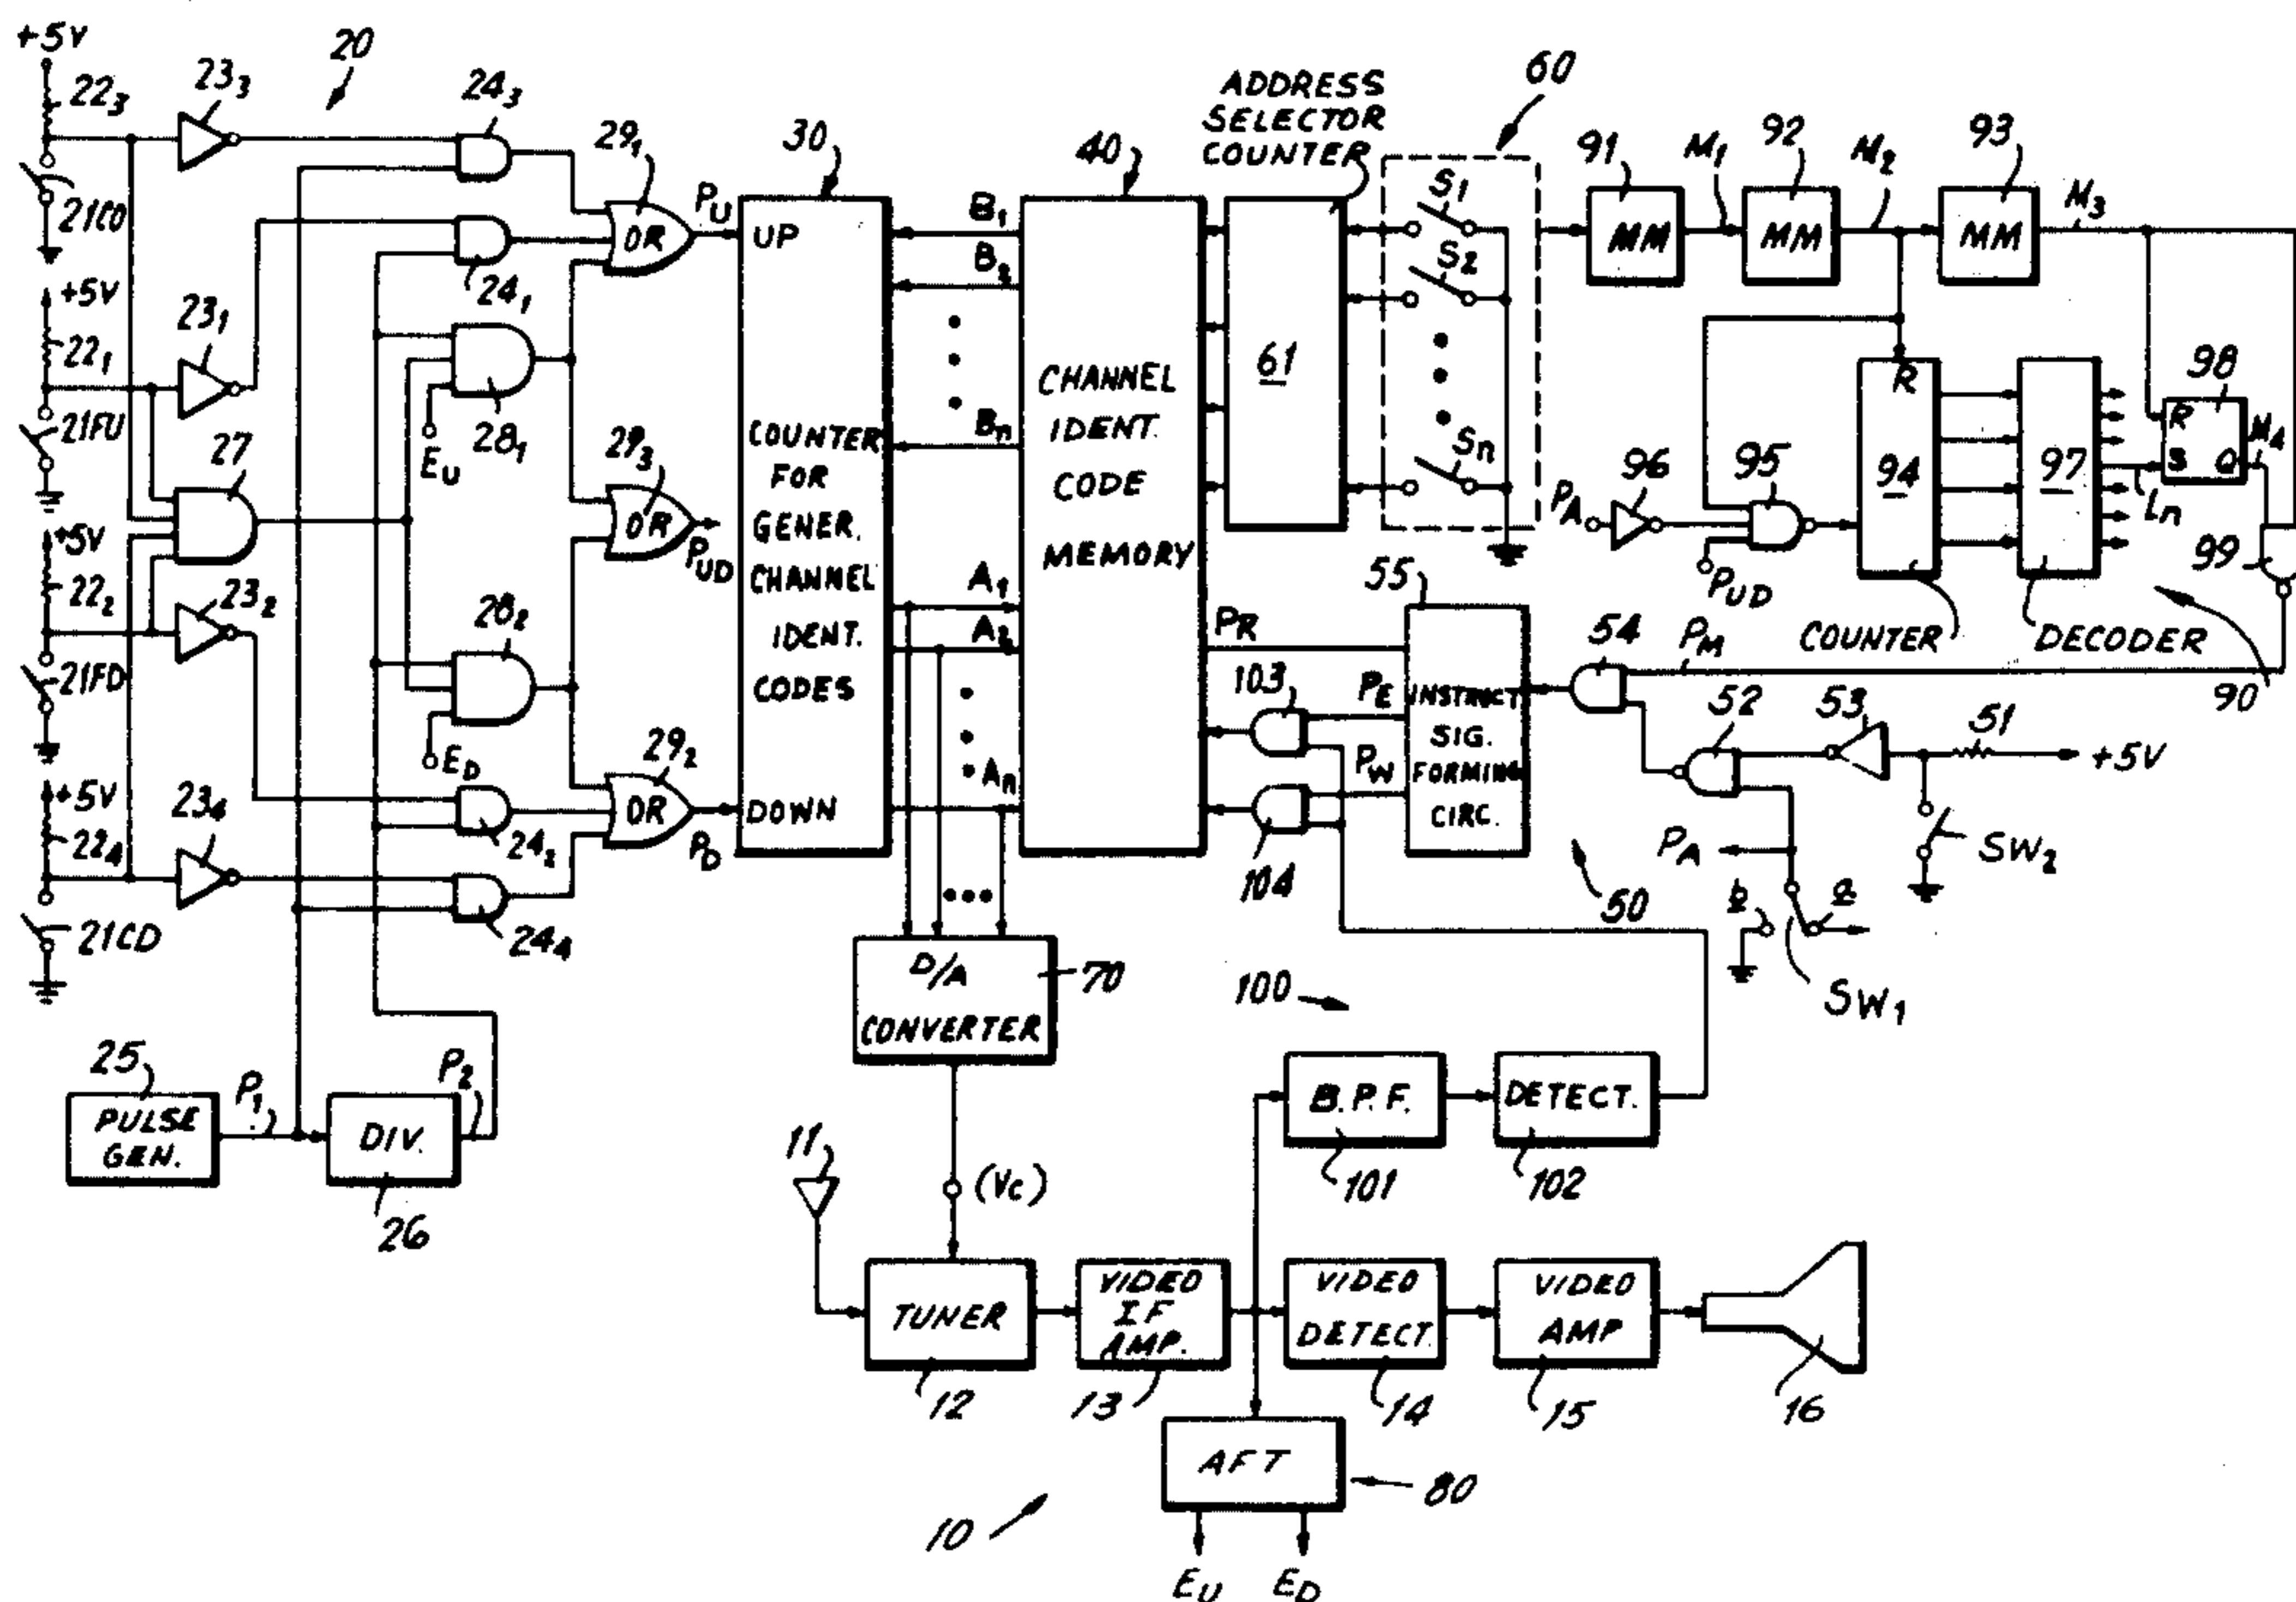 +5V
20
22₃
23₃
24₃
29₁
21CO
24₁
+5V
22₁
23₁
21FU
27
28₁
E_U
29₃
+5V
22₂
23₂
21FD
28₂
E_D
29₂
+5V
22₄
23₄
21CD
24₂
24₄
OR
OR
OR
P_U
P_UD
P_D
25
PULSE GEN.
P₁
DIV.
P₂
26
30
UP
COUNTER
FOR
GENER.
CHANNEL
IDENT.
CODES
DOWN
B₁
B₂
Bn
A₁
A₂
An
40
CHANNEL
IDENT.
CODE
MEMORY
ADDRESS
SELECTOR
COUNTER
61
60
S₁
S₂
Sn
91
MM
M₁
92
MM
M₂
93
MM
M₃
P_A
96
95
P_UD
R
94
COUNTER
97
DECODER
Ln
98
R
S Q
M₄
99
90
55
P_R
P_E
P_W
INSTRUCT
SIG.
FORMING
CIRC.
103
104
50
54
P_M
52
53
51
+5V
SW₂
P_A
b
a
SW₁
D/A
CONVERTER
70
(Vc)
100
B.P.F.
101
DETECT.
102
11
TUNER
12
VIDEO
IF
AMP.
13
VIDEO
DETECT.
14
VIDEO
AMP
15
16
AFT
80
10
E_U
E_D